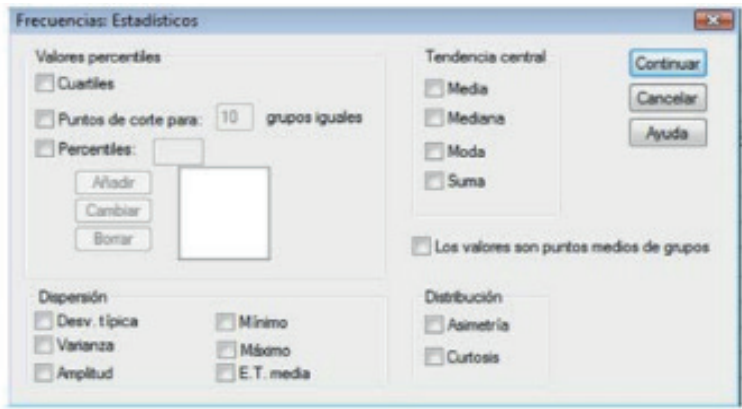 Frecuencias: Estadísticos
Valores percentiles
Cuartiles
Puntos de corte para: 10 grupos iguales
Percentiles:
Añadir
Cambiar
Borrar
Tendencia central
Media
Mediana
Moda
Suma
Continuar
Cancelar
Ayuda
Los valores son puntos medios de grupos
Dispersión
Desv. típica
Varianza
Amplitud
Mínimo
Máximo
E.T. media
Distribución
Asimetría
Curtosis